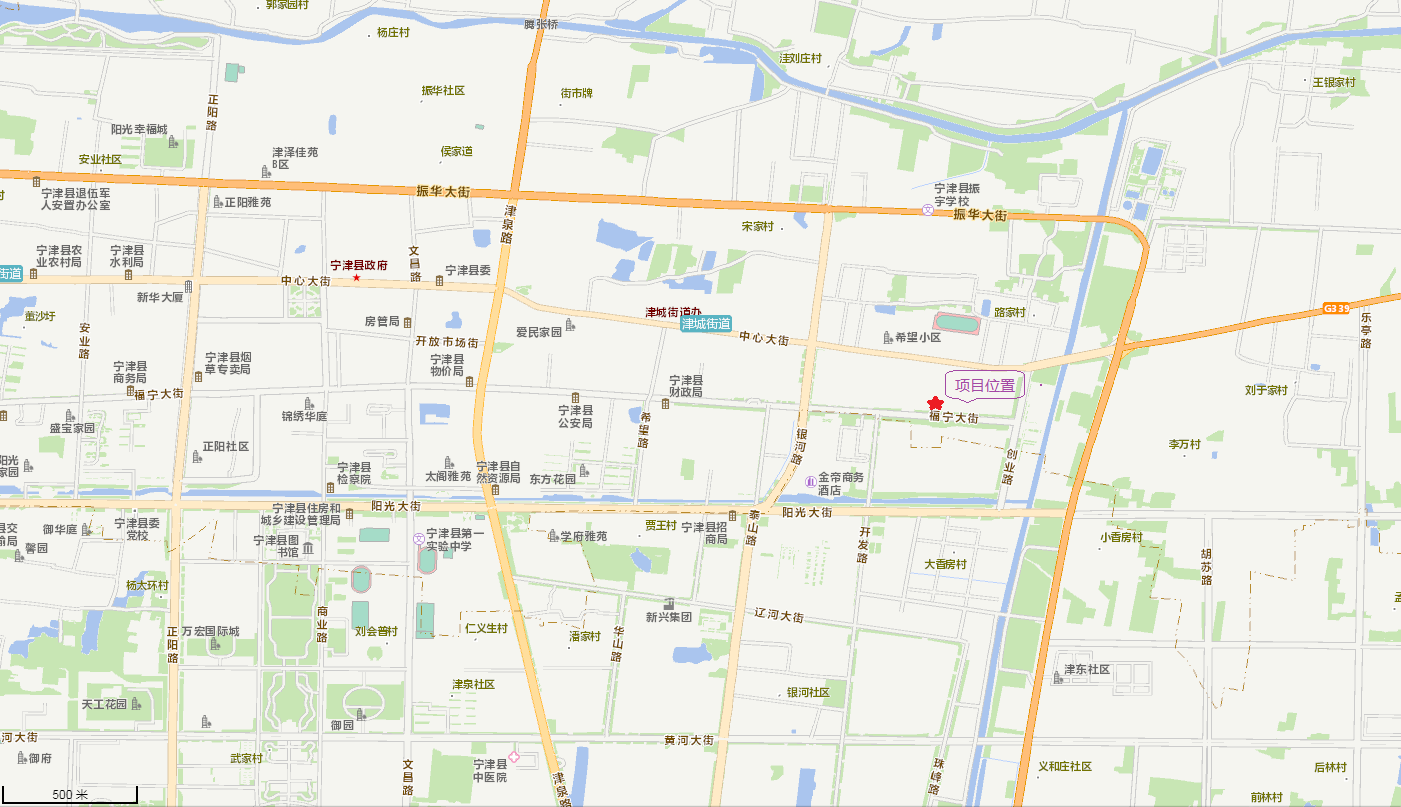 郭家园村
杨庄村
腾张桥
洼刘庄村
王银家村
振华社区
街市牌
正阳路
阳光幸福城
津泽佳苑
B区
侯家道
安业社区
宁津县退伍军
人安置办公室
正阳雅苑
振华大街
津泉路
宁津县振
宇学校
振华大街
宋家村
文昌路
宁津县农
业农村局
宁津县
水利局
宁津县政府
宁津县委
街道
中心大街
新华大厦
董沙圩
安业路
房管局
开放市场街
爱民家园
津城街道办
津城街道
中心大街
希望小区
路家村
G339
乐亭路
宁津县
商务局
宁津县烟
草专卖局
宁津县
物价局
宁津县
财政局
项目位置
刘于家村
福宁大街
锦绣华庭
宁津县
公安局
希望路
银河路
福宁大街
盛宝家园
正阳社区
李万村
创业路
阳光
家园
宁津县
检察院
太阁雅苑
宁津县自
然资源局
东方花园
金帝商务
酒店
阳光大街
阳光大街
宁津县住房和
城乡建设管理局
县交
输局
御华庭
宁津县委
党校
馨园
宁津县图
书馆
宁津县第一
实验中学
学府雅苑
贾王村
宁津县招
商局
泰山路
开发路
大香房村
小香房村
胡苏路
杨太环村
商业路
刘会普村
仁义生村
潘家村
新兴集团
华山路
辽河大街
正阳路
万宏国际城
津东社区
津泉社区
银河社区
天工花园
御园
河大街
御府
武家村
黄河大街
文昌路
宁津县
中医院
津泉路
义和庄社区
后林村
前林村
500 米